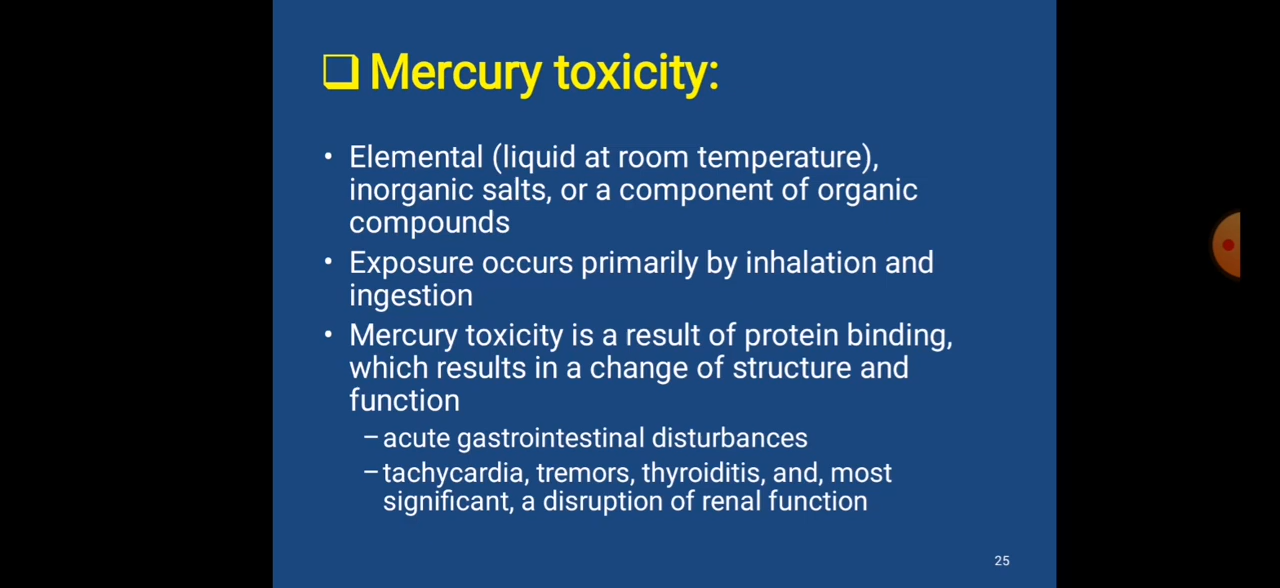 ❑ Mercury toxicity:
• Elemental (liquid at room temperature),
inorganic salts, or a component of organic
compounds
• Exposure occurs primarily by inhalation and
ingestion
• Mercury toxicity is a result of protein binding,
which results in a change of structure and
function
– acute gastrointestinal disturbances
– tachycardia, tremors, thyroiditis, and, most
significant, a disruption of renal function
25